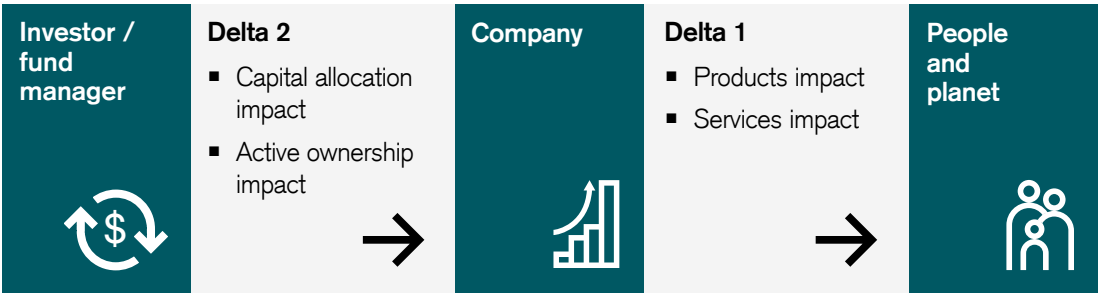 Investor /
fund
manager
$
Delta 2
▪ Capital allocation
impact
▪ Active ownership
impact
Company
Delta 1
▪ Products impact
▪ Services impact
People
and
planet